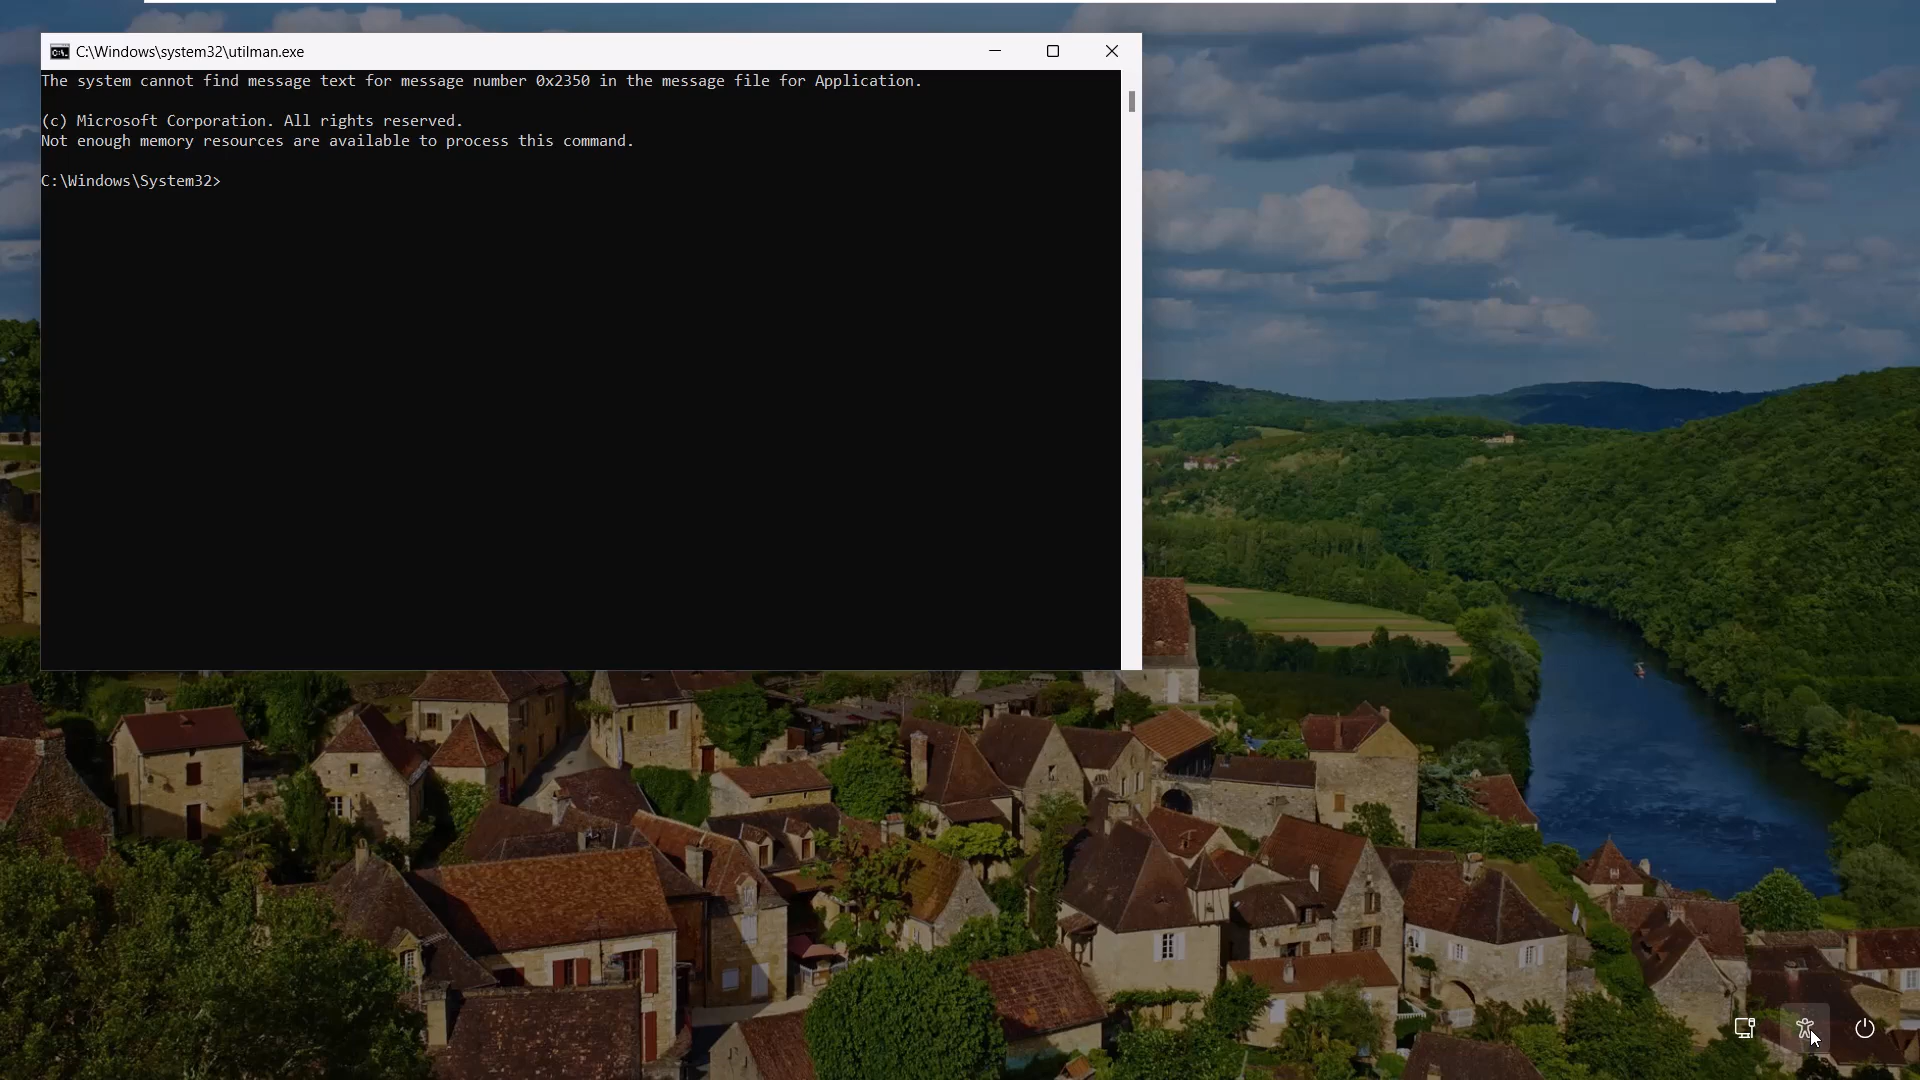 C:\Windows\system32\utilman.exe
The system cannot find message text for message number 0x2350 in the message file for Application.
(c) Microsoft Corporation. All rights reserved.
Not enough memory resources are available to process this command.
C:\Windows\System32>